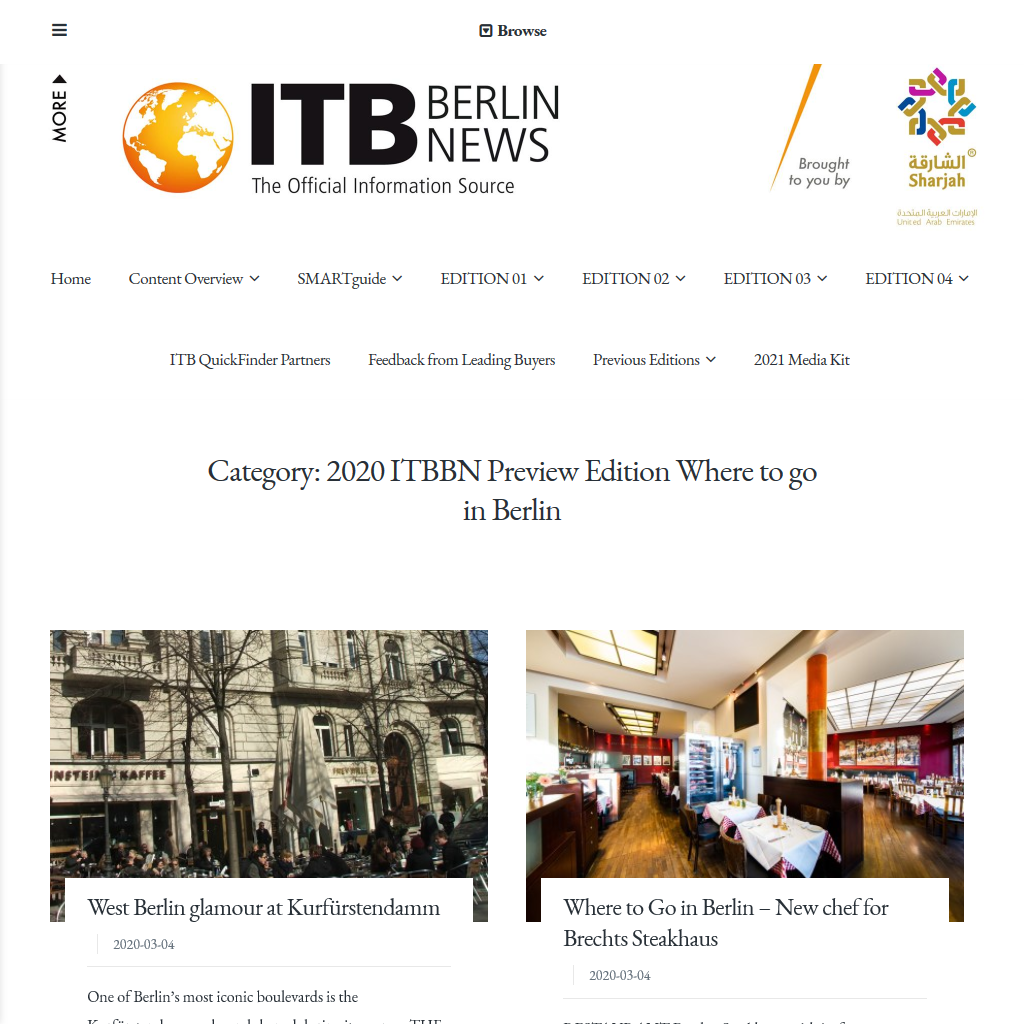 Browse
MORE
ITB BERLIN
NEWS
The Official Information Source
Brought
to you by
الشارقة
Sharjah
الإمارات العربية المتحدة
United Arab Emirates
Home
Content Overview
SMARTguide
EDITION 01
EDITION 02
EDITION 03
EDITION 04
ITB QuickFinder Partners
Feedback from Leading Buyers
Previous Editions
2021 Media Kit
Category: 2020 ITBBN Preview Edition Where to go
in Berlin
KAFFEE
West Berlin glamour at Kurfürstendamm
2020-03-04
One of Berlin’s most iconic boulevards is the
Where to Go in Berlin – New chef for
Brechts Steakhaus
2020-03-04